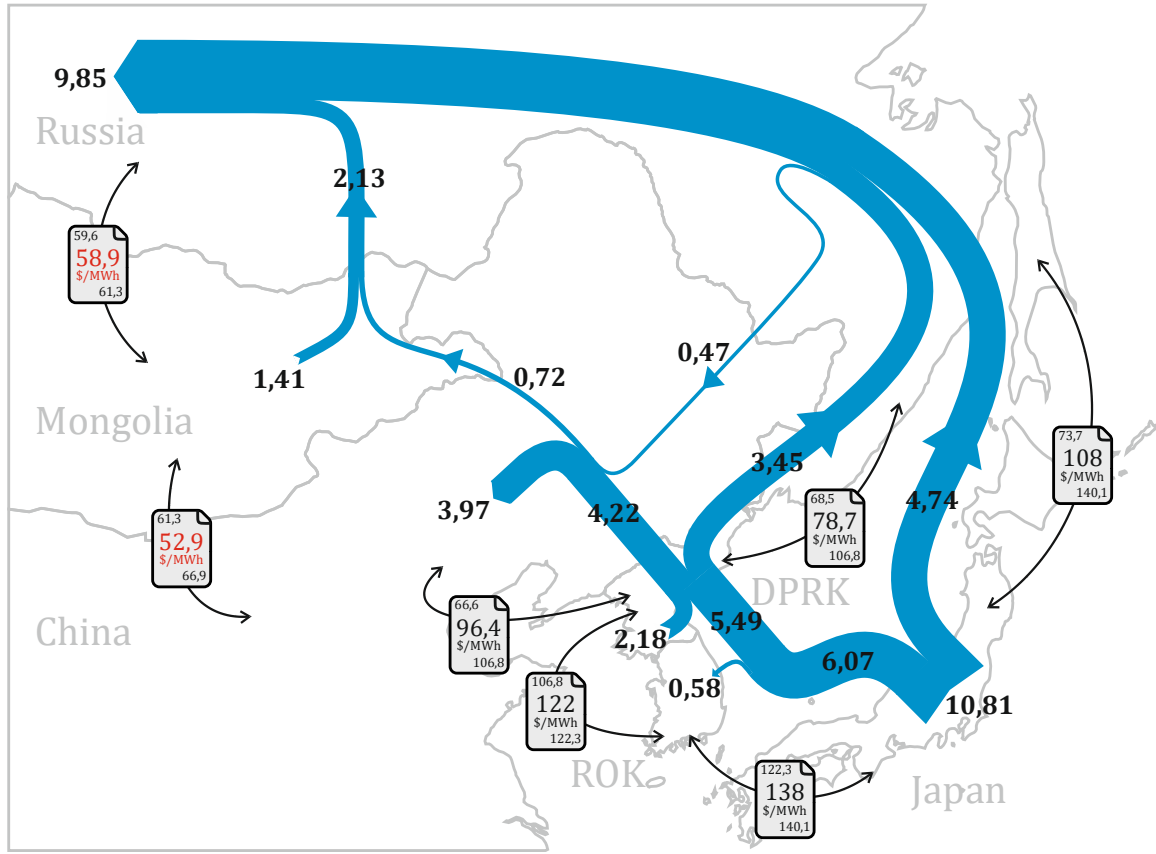 9,85
Russia
2,13
59,6
58,9
$/MWh
61,3
1,41
0,72
0,47
Mongolia
3,45
73,7
108
$/MWh
140,1
61,3
52,9
$/MWh
66,9
3,97
4,22
4,74
68,5
78,7
$/MWh
106,8
DPRK
China
66,6
96,4
$/MWh
106,8
2,18
5,49
6,07
0,58
10,81
106,8
122
$/MWh
122,3
ROK
122,3
138
$/MWh
140,1
Japan